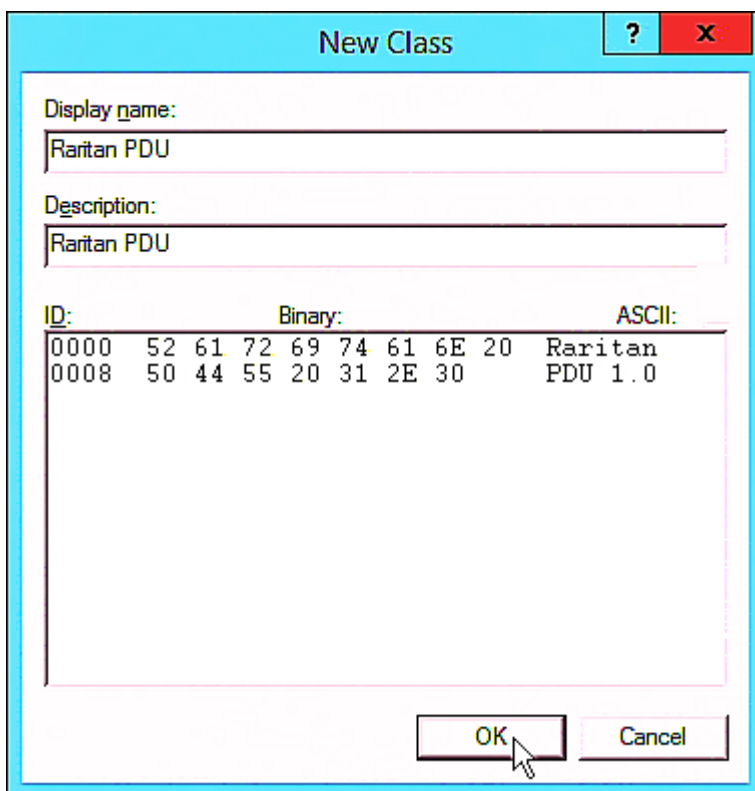 New Class
?
x
Display name:
Raritan PDU
Description:
Raritan PDU
ID: Binary: ASCII:
0000 52 61 72 69 74 61 6E 20 Raritan
0008 50 44 55 20 31 2E 30 PDU 1.0
OK
Cancel